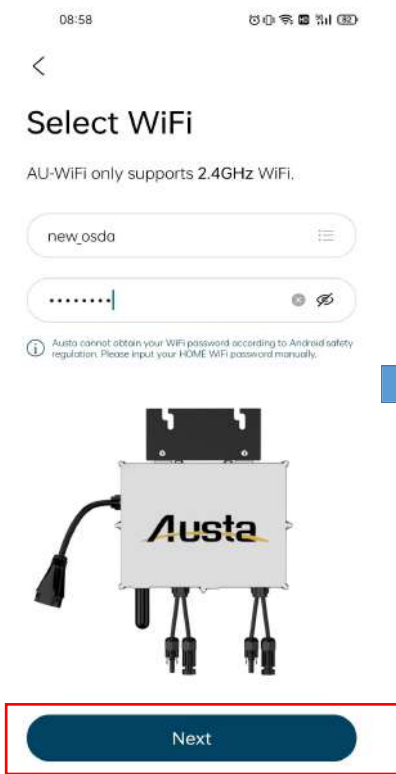 08:58
82
Select WiFi
AU-WiFi only supports 2.4GHz WiFi.
new_osda
••••••••
Austa cannot obtain your WiFi password according to Android safety
regulation. Please input your HOME WiFi password manually.
Austa
Next